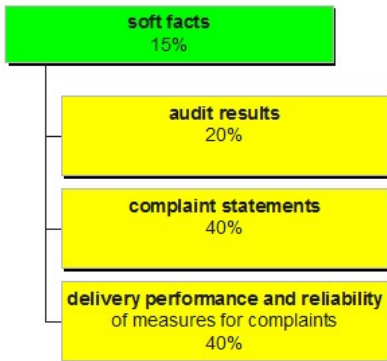 soft facts
15%
audit results
20%
complaint statements
40%
delivery performance and reliability
of measures for complaints
40%